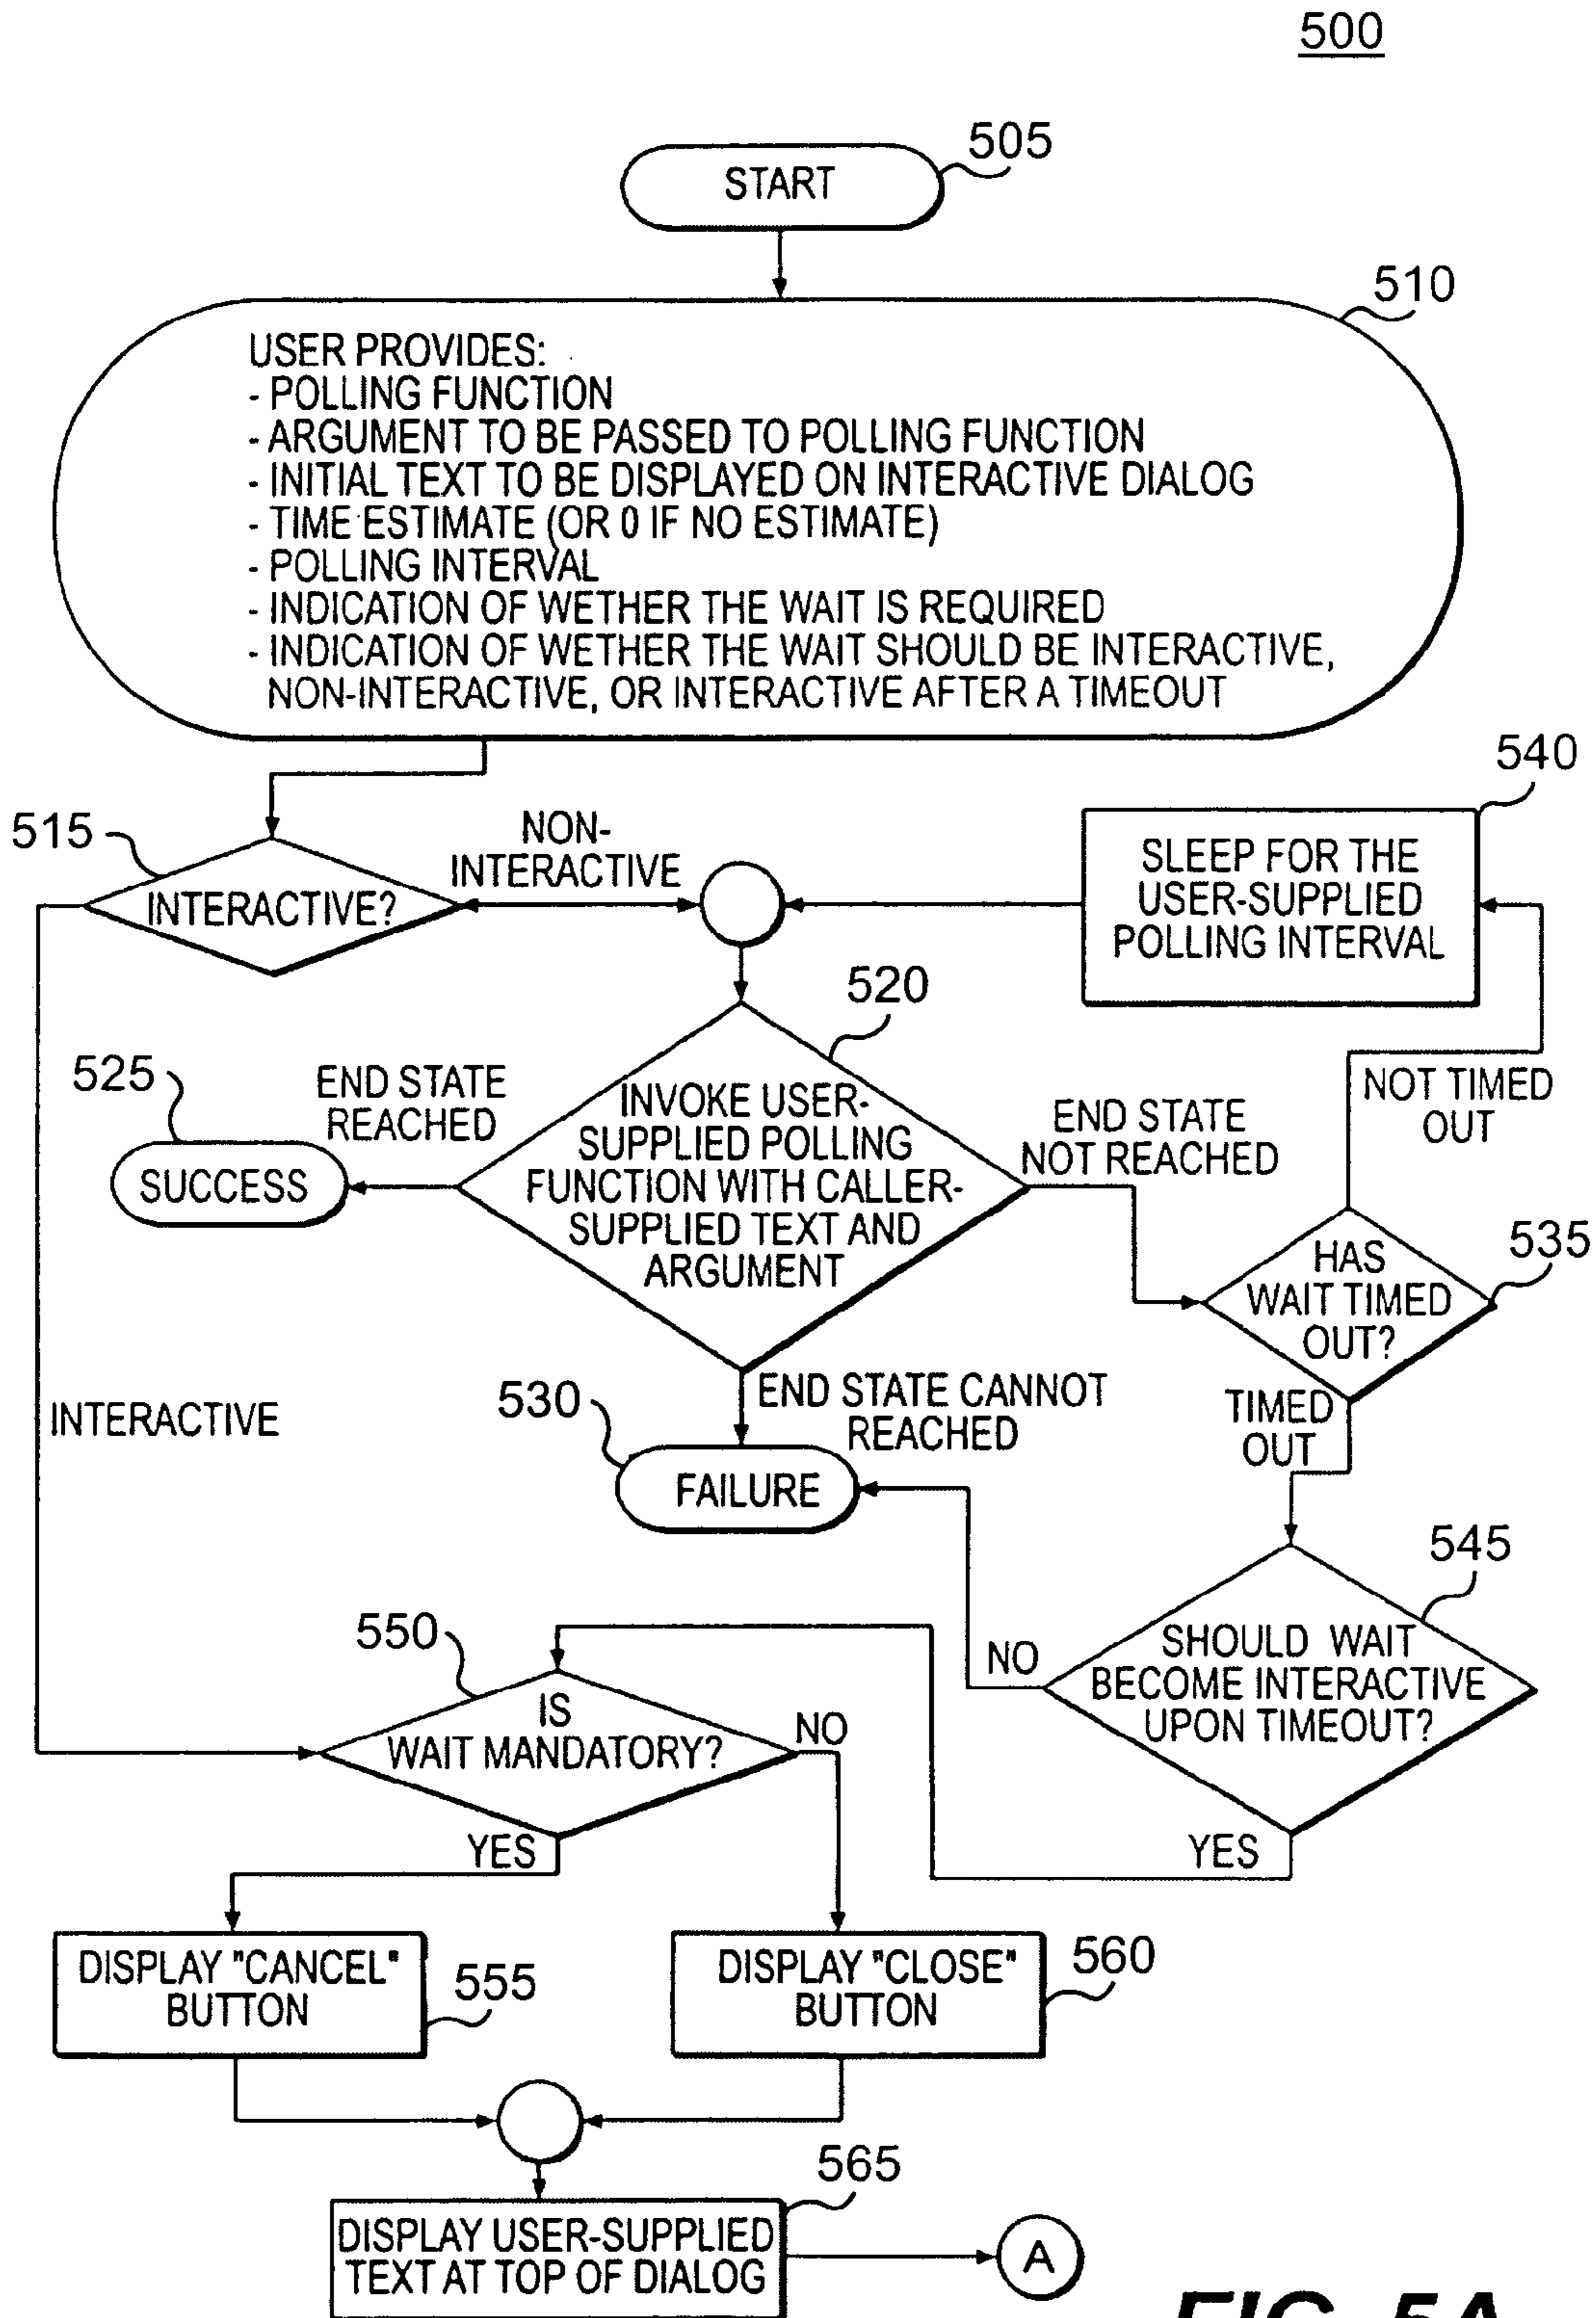 500
505
START
510
USER PROVIDES:
- POLLING FUNCTION
- ARGUMENT TO BE PASSED TO POLLING FUNCTION
- INITIAL TEXT TO BE DISPLAYED ON INTERACTIVE DIALOG
- TIME ESTIMATE (OR 0 IF NO ESTIMATE)
- POLLING INTERVAL
- INDICATION OF WETHER THE WAIT IS REQUIRED
- INDICATION OF WETHER THE WAIT SHOULD BE INTERACTIVE,
NON-INTERACTIVE, OR INTERACTIVE AFTER A TIMEOUT
515
INTERACTIVE?
NON-
INTERACTIVE
540
SLEEP FOR THE
USER-SUPPLIED
POLLING INTERVAL
520
INVOKE USER-
SUPPLIED POLLING
FUNCTION WITH CALLER-
SUPPLIED TEXT AND
ARGUMENT
525
END STATE
REACHED
SUCCESS
END STATE
NOT REACHED
NOT TIMED
OUT
535
HAS
WAIT TIMED
OUT?
TIMED
OUT
530
END STATE CANNOT
REACHED
FAILURE
INTERACTIVE
545
SHOULD WAIT
BECOME INTERACTIVE
UPON TIMEOUT?
NO
YES
550
IS
WAIT MANDATORY?
NO
YES
DISPLAY "CANCEL"
BUTTON
555
DISPLAY "CLOSE"
BUTTON
560
565
DISPLAY USER-SUPPLIED
TEXT AT TOP OF DIALOG
A
FIG. 5A